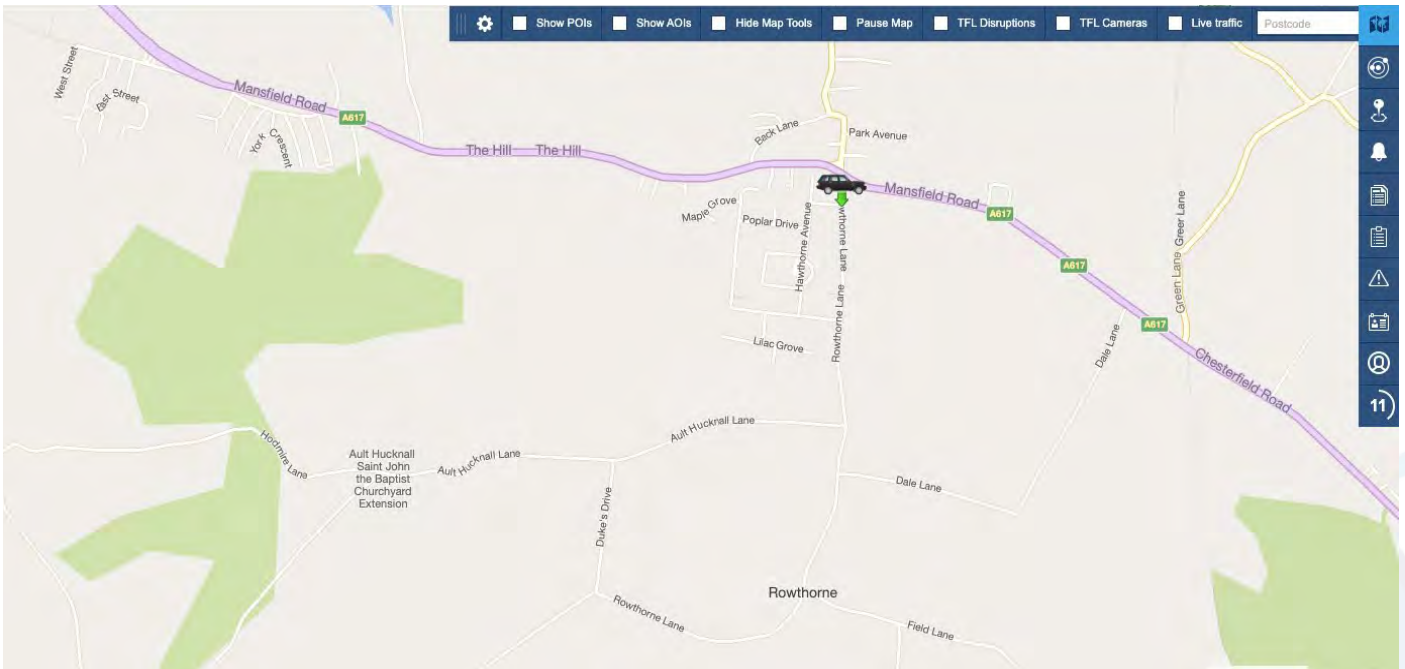 Show POIs
Show AOIs
Hide Map Tools
Pause Map
TFL Disruptions
TFL Cameras
Live traffic
Postcode
West Street
East Street
Mansfield Road
A617
York
Crescent
The Hill
The Hill
Back Lane
Park Avenue
Maple Grove
Poplar Drive
Hawthorne Avenue
wthorne Lane
Mansfield Road
A617
A617
A617
Green Lane
Greer Lane
Rowthorne Lane
Lilac Grove
Dale Lane
Chesterfield Road
11
Hodmire Lane
Ault Hucknall
Saint John
the Baptist
Churchyard
Extension
Ault Hucknall Lane
Ault Hucknall Lane
Dale Lane
Duke's Drive
Rowthorne
Rowthorne Lane
Field Lane